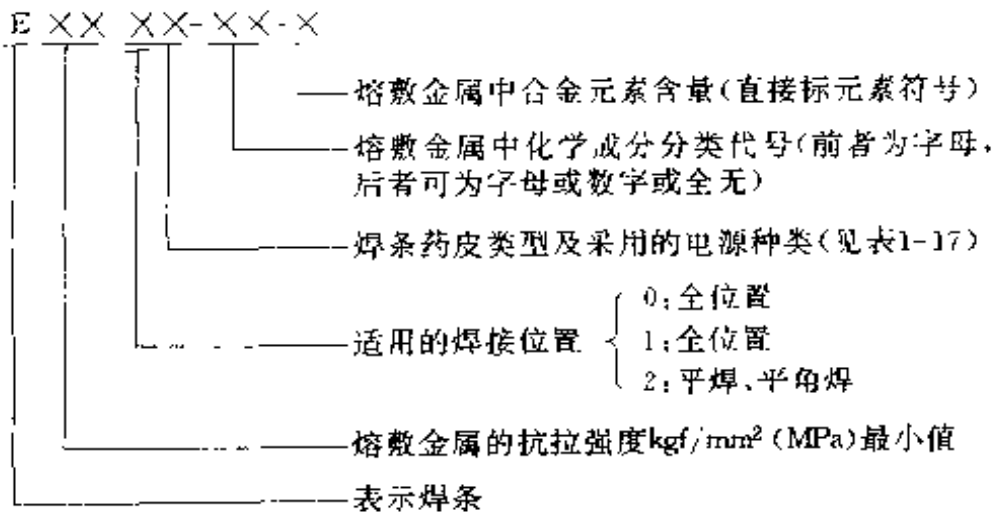 E ×× ××-××-×
熔敷金属中合金元素含量(直接标元素符号)
熔敷金属中化学成分分类代号(前者为字母,
后者可为字母或数字或全无)
焊条药皮类型及采用的电源种类(见表1-17)
0:全位置
适用的焊接位置 { 1:全位置
2:平焊、平角焊
熔敷金属的抗拉强度kgf/mm²(MPa)最小值
表示焊条